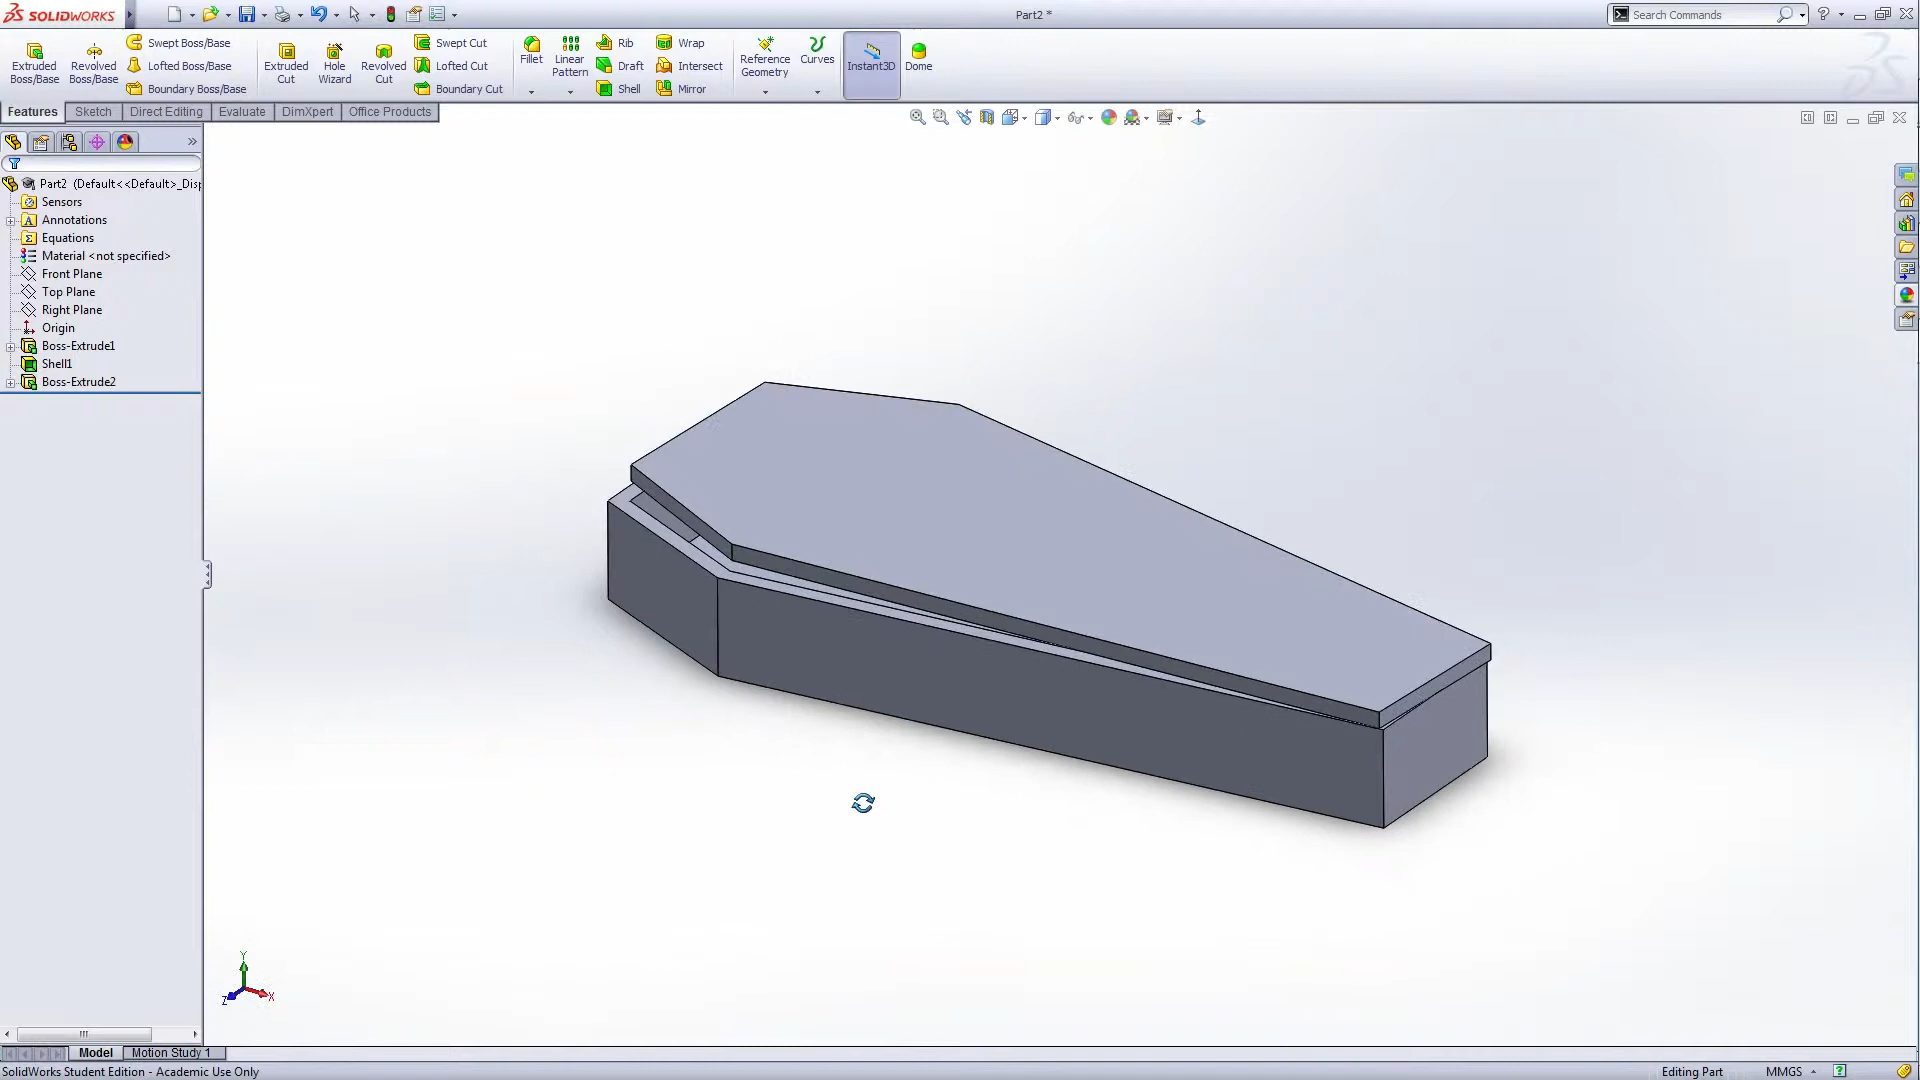 SOLIDWORKS
Part2 *
Search Commands
Extruded Boss/Base
Revolved Boss/Base
Swept Boss/Base
Lofted Boss/Base
Boundary Boss/Base
Extruded Cut
Hole Wizard
Revolved Cut
Swept Cut
Lofted Cut
Boundary Cut
Fillet
Linear Pattern
Rib
Draft
Shell
Wrap
Intersect
Mirror
Reference Geometry
Curves
Instant3D
Dome
Features
Sketch
Direct Editing
Evaluate
DimXpert
Office Products
Part2 (Default<<Default>_Disp
Sensors
Annotations
Equations
Material <not specified>
Front Plane
Top Plane
Right Plane
Origin
Boss-Extrude1
Shell1
Boss-Extrude2
Y
Z
X
Model
Motion Study 1
SolidWorks Student Edition - Academic Use Only
Editing Part
MMGS